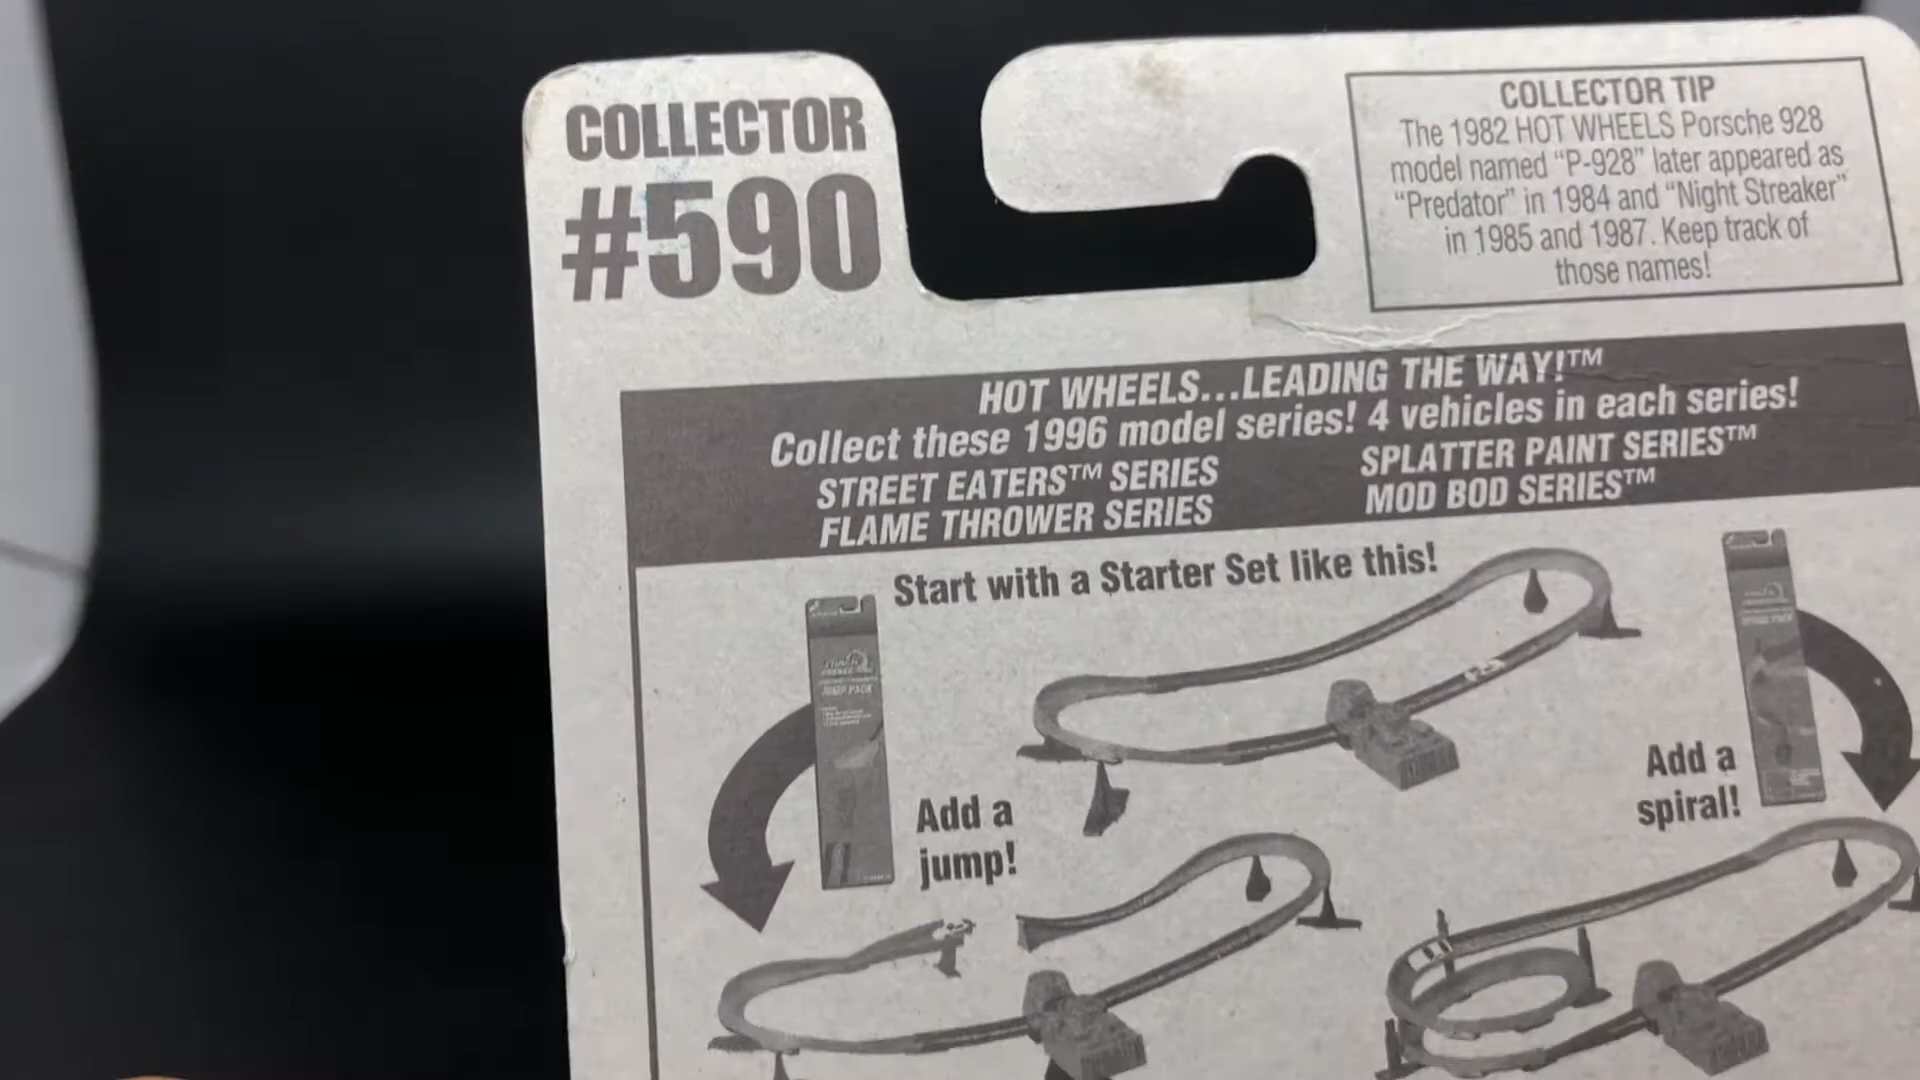 COLLECTOR
#590
COLLECTOR TIP
The 1982 HOT WHEELS Porsche 928
model named “P-928” later appeared as
“Predator” in 1984 and “Night Streaker”
in 1985 and 1987. Keep track of
those names!
HOT WHEELS...LEADING THE WAY!™
Collect these 1996 model series! 4 vehicles in each series!
STREET EATERS™ SERIES
FLAME THROWER SERIES
SPLATTER PAINT SERIES™
MOD BOD SERIES™
Start with a Starter Set like this!
JUMP PACK
Add a
jump!
Add a
spiral!